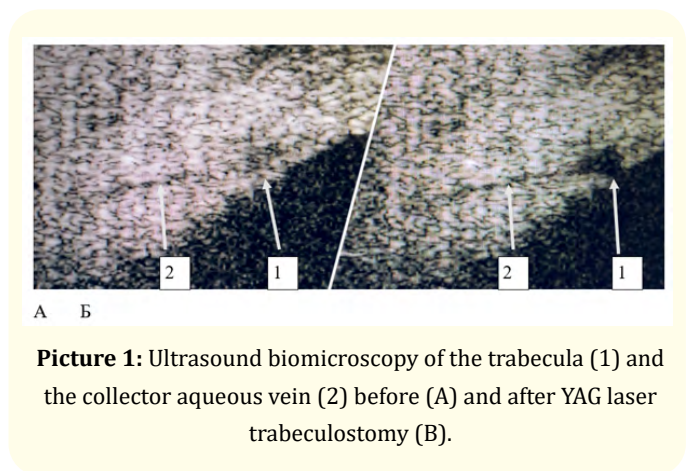 2 1 2 1
А Б
Picture 1: Ultrasound biomicroscopy of the trabecula (1) and
the collector aqueous vein (2) before (A) and after YAG laser
trabeculostomy (B).